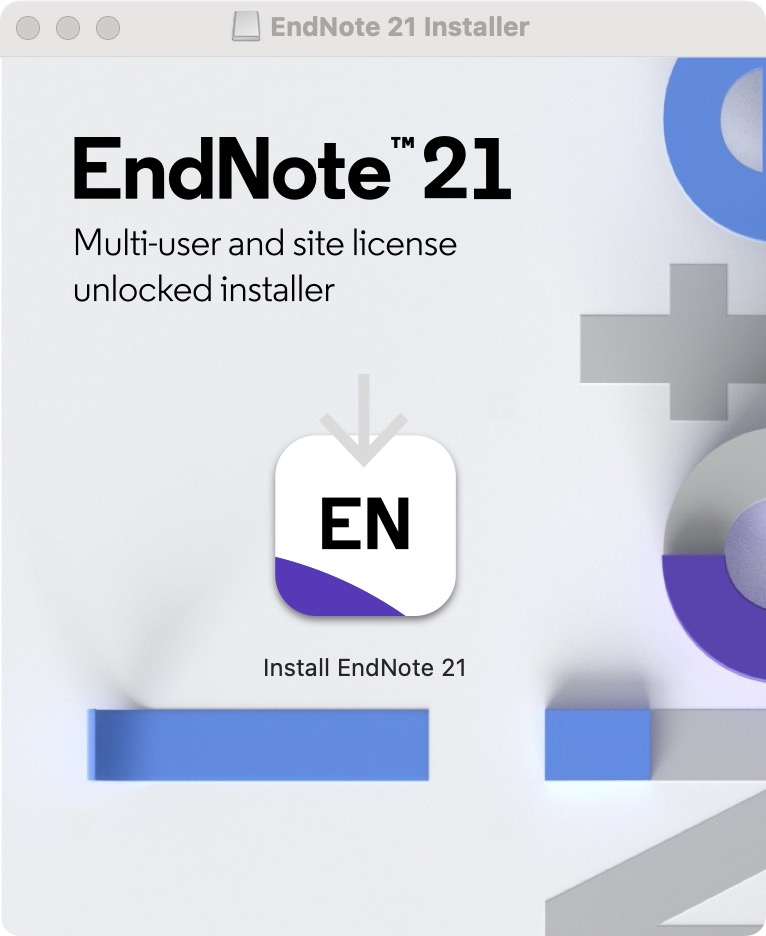 EndNote 21 Installer
EndNote™ 21
Multi-user and site license
unlocked installer
EN
Install EndNote 21